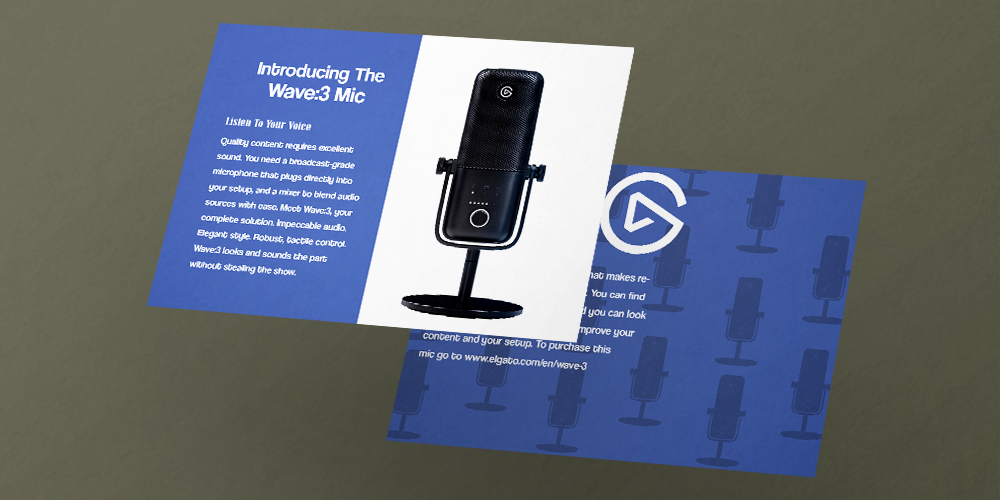 Introducing The
Wave:3 Mic
Listen To Your Voice
Quality content requires excellent
sound. You need a broadcast-grade
microphone that plugs directly into
your setup, and a mixer to blend audio
sources with ease. Meet Wave:3, your
complete solution. Impeccable audio.
Elegant style. Robust, tactile control.
Wave:3 looks and sounds the part
without stealing the show.
makes re-
. You can find
you can look
improve your
content and your setup. To purchase this
mic go to www.elgato.com/en/wave-3